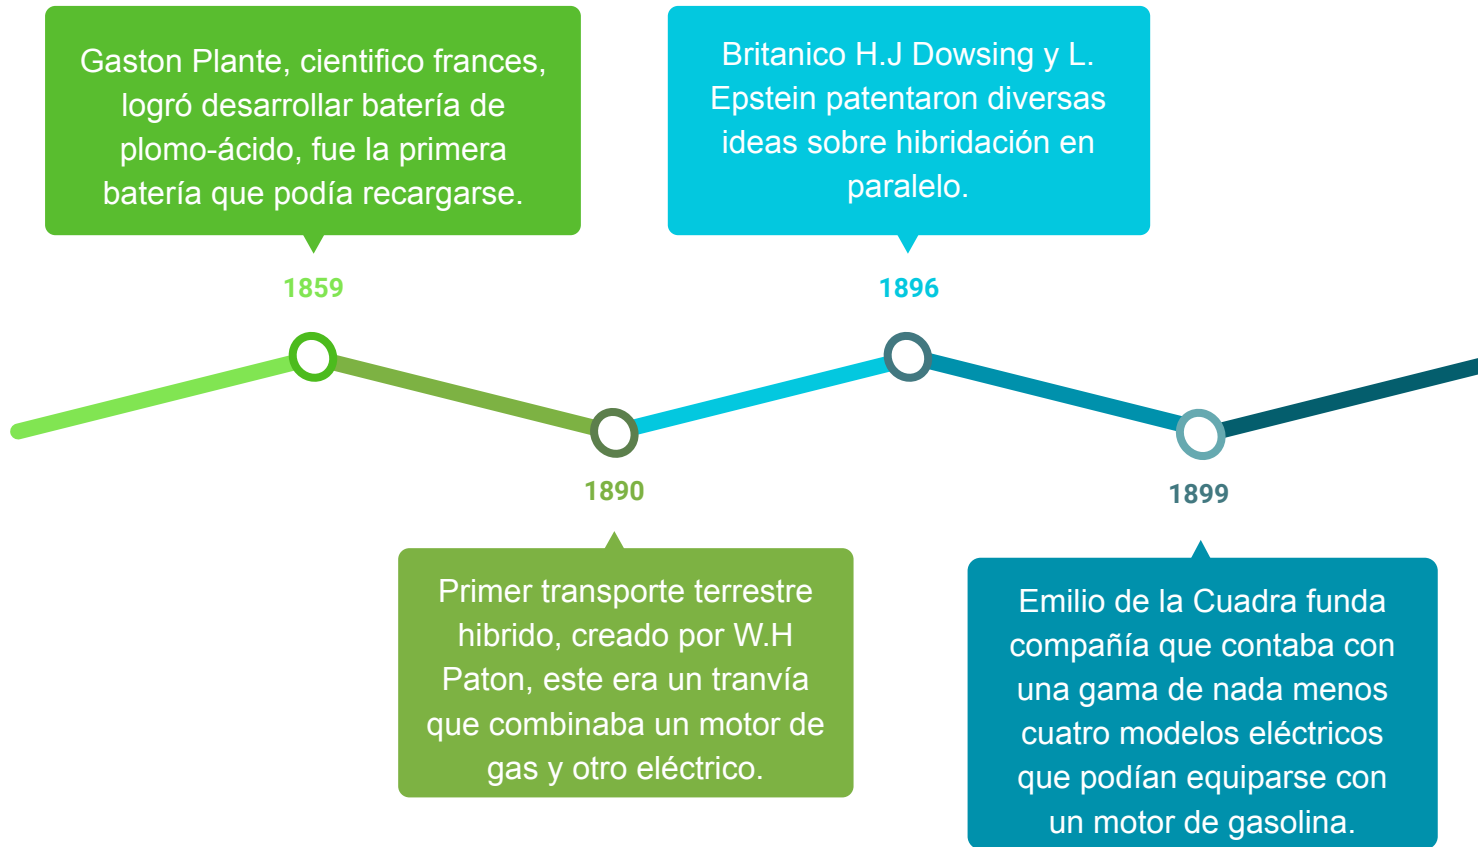 Gaston Plante, cientifico frances,
logró desarrollar batería de
plomo-ácido, fue la primera
batería que podía recargarse.
1859
Primer transporte terrestre
hibrido, creado por W.H
Paton, este era un tranvía
que combinaba un motor de
gas y otro eléctrico.
1890
Britanico H.J Dowsing y L.
Epstein patentaron diversas
ideas sobre hibridación en
paralelo.
1896
1899
Emilio de la Cuadra funda
compañía que contaba con
una gama de nada menos
cuatro modelos eléctricos
que podían equiparse con
un motor de gasolina.